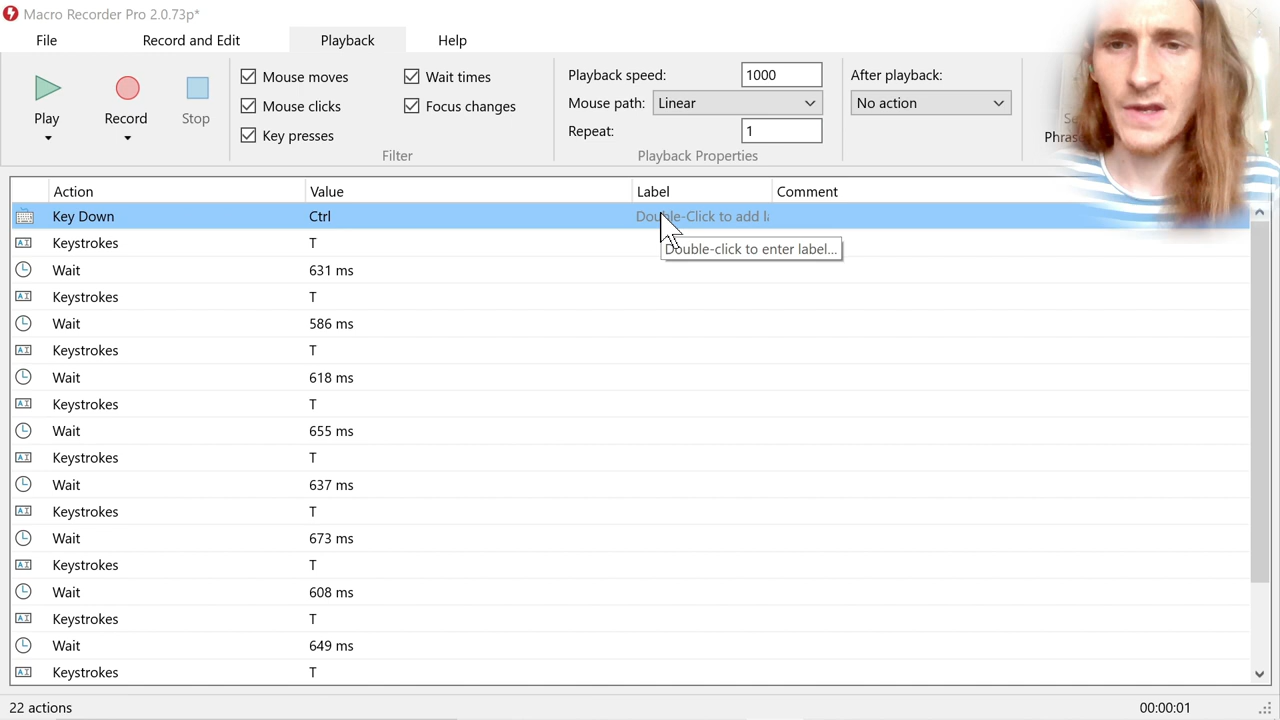 Macro Recorder Pro 2.0.73p*
File Record and Edit Playback Help
Play Record Stop
Mouse moves Wait times
Mouse clicks Focus changes
Key presses
Filter
Playback speed: 1000
Mouse path: Linear
Repeat: 1
Playback Properties
After playback:
No action
Action Value Label Comment
Key Down Ctrl
Keystrokes T
Double-click to enter label...
Wait 631 ms
Keystrokes T
Wait 586 ms
Keystrokes T
Wait 618 ms
Keystrokes T
Wait 655 ms
Keystrokes T
Wait 637 ms
Keystrokes T
Wait 673 ms
Keystrokes T
Wait 608 ms
Keystrokes T
Wait 649 ms
Keystrokes T
22 actions 00:00:01